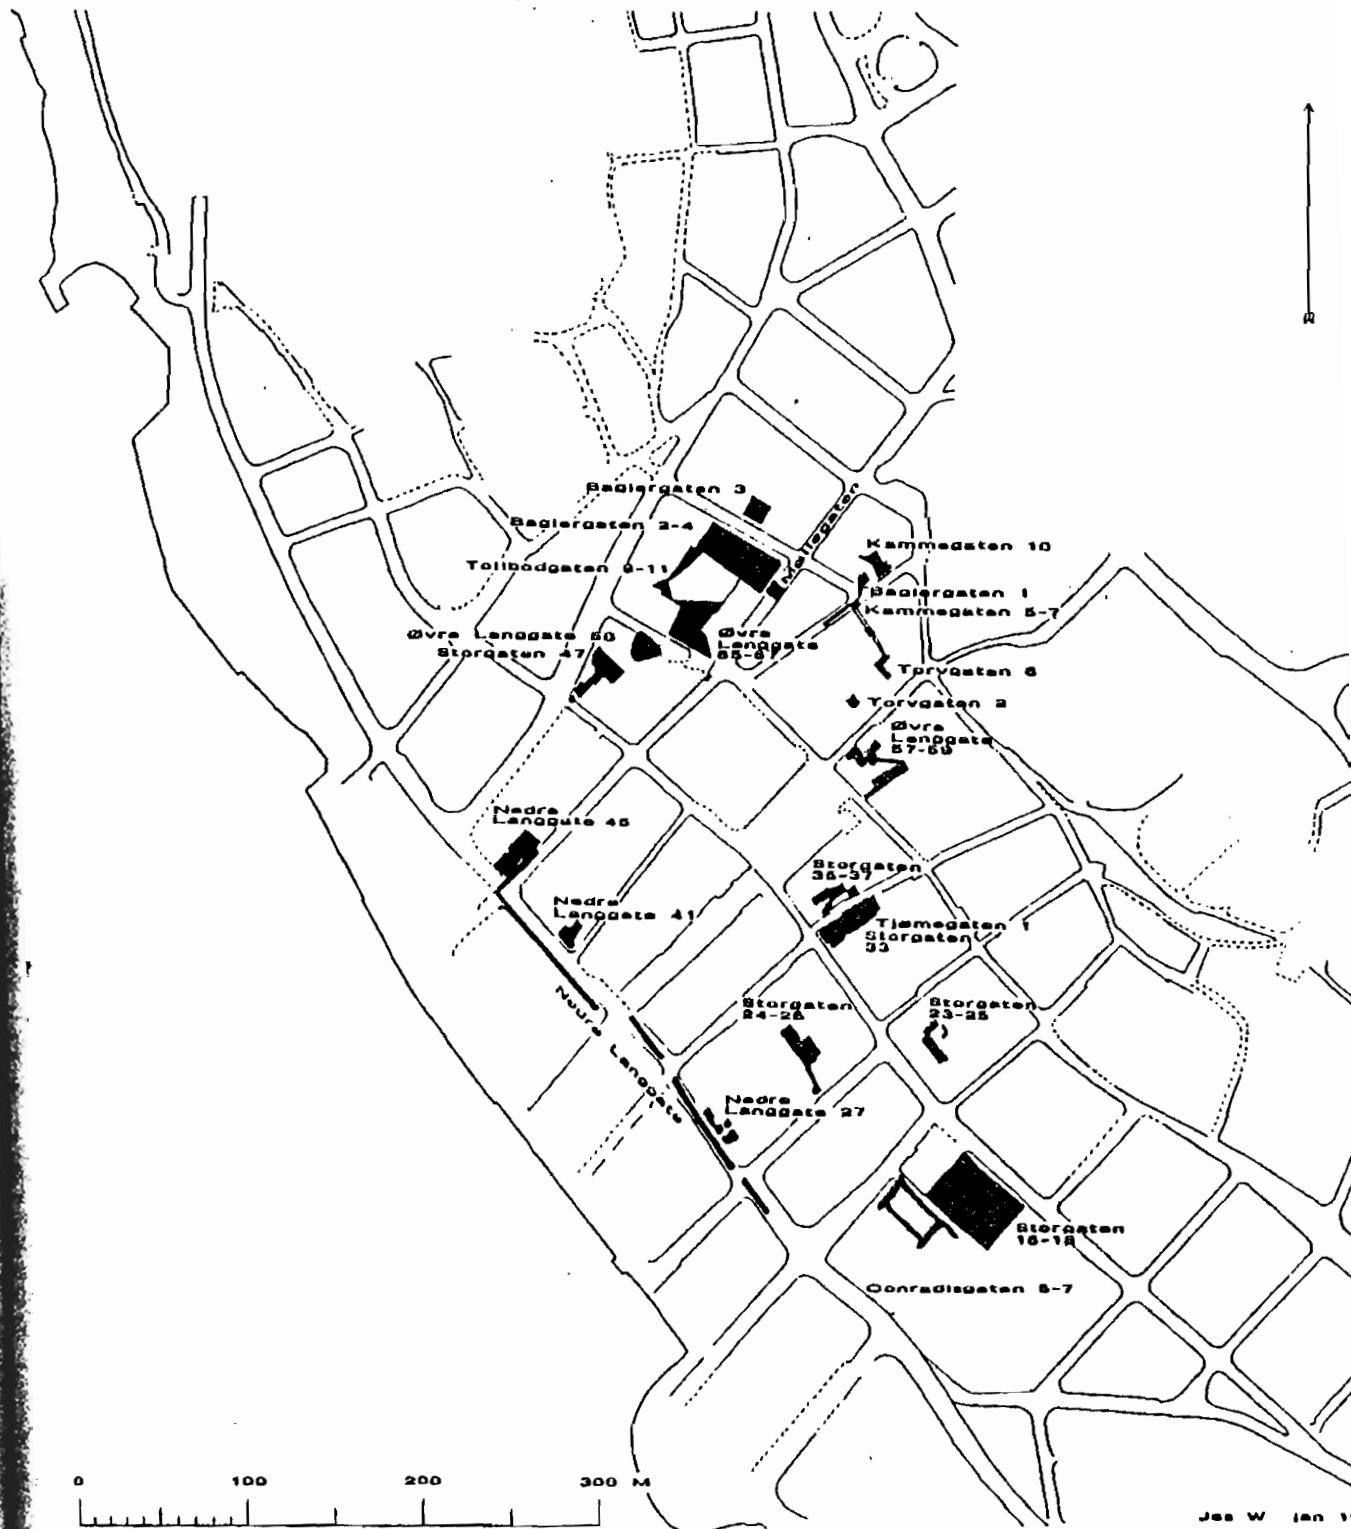 Baglergaten 3
Baglergaten 2-4
Møllegaten
Kammegaten 10
Tollbodgaten 9-11
Baglergaten 1
Kammegaten 5-7
Øvre Langgate 50
Storgaten 47
Øvre
Langgate
Torvgaten 6
Torvgaten 2
Øvre
Langgate
57-59
Nedre
Langgate 45
Storgaten
35-37
Nedre
Langgate 41
Tjømegaten 1
Storgaten
33
Storgaten
24-26
Storgaten
23-25
Langgate
Nedre
Langgate 27
Storgaten
16-18
Conradisgaten 5-7
0 100 200 300 M
N
Jes W jan